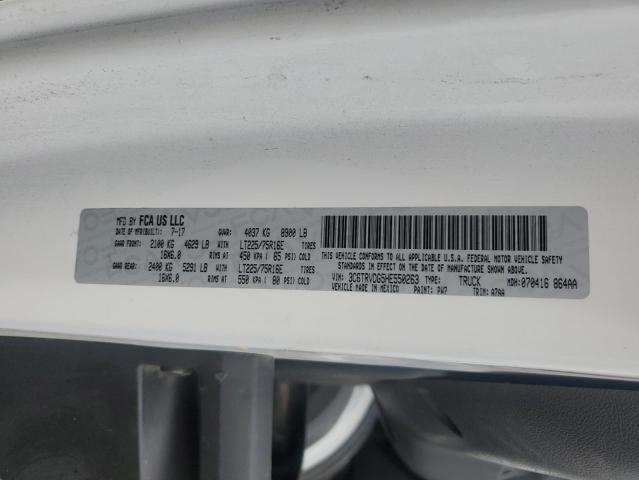 MFD BY FCA US LLC
DATE OF MFR(BUILT): 7-17 GVWR: 4037 KG 8900 LB
GAWR FRONT: 2100 KG 4629 LB LT225/75R16E TIRES
16X6.0 RIMS AT 450 KPA ( 65 PSI) COLD
GAWR REAR: 2400 KG 5291 LB LT225/75R16E TIRES
16X6.0 RIMS AT 550 KPA ( 80 PSI) COLD
THIS VEHICLE CONFORMS TO ALL APPLICABLE U.S.A. FEDERAL MOTOR VEHICLE SAFETY
STANDARDS IN EFFECT ON THE DATE OF MANUFACTURE SHOWN ABOVE.
VIN: 3C6TRVDG5HE550263 TYPE: TRUCK MDH:070416 864AA
VEHICLE MADE IN MEXICO PAINT: PW7 TRIM: A7AA